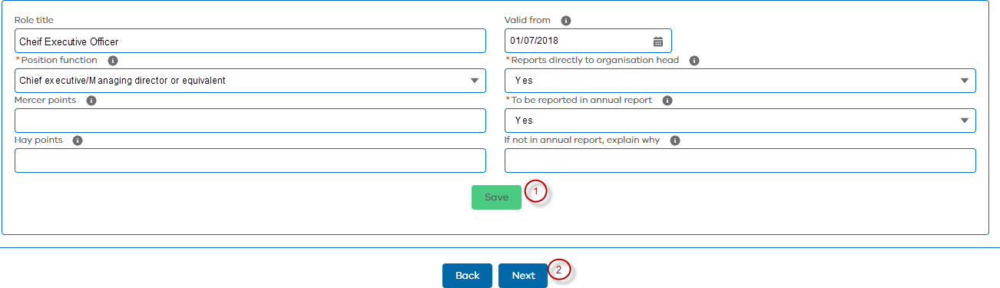 Role title
Valid from
Cheif Executive Officer
01/07/2018
*Position function
*Reports directly to organisation head
Chief executive/Managing director or equivalent
Yes
Mercer points
*To be reported in annual report
Yes
Hay points
If not in annual report, explain why
Save
1
Back
Next
2